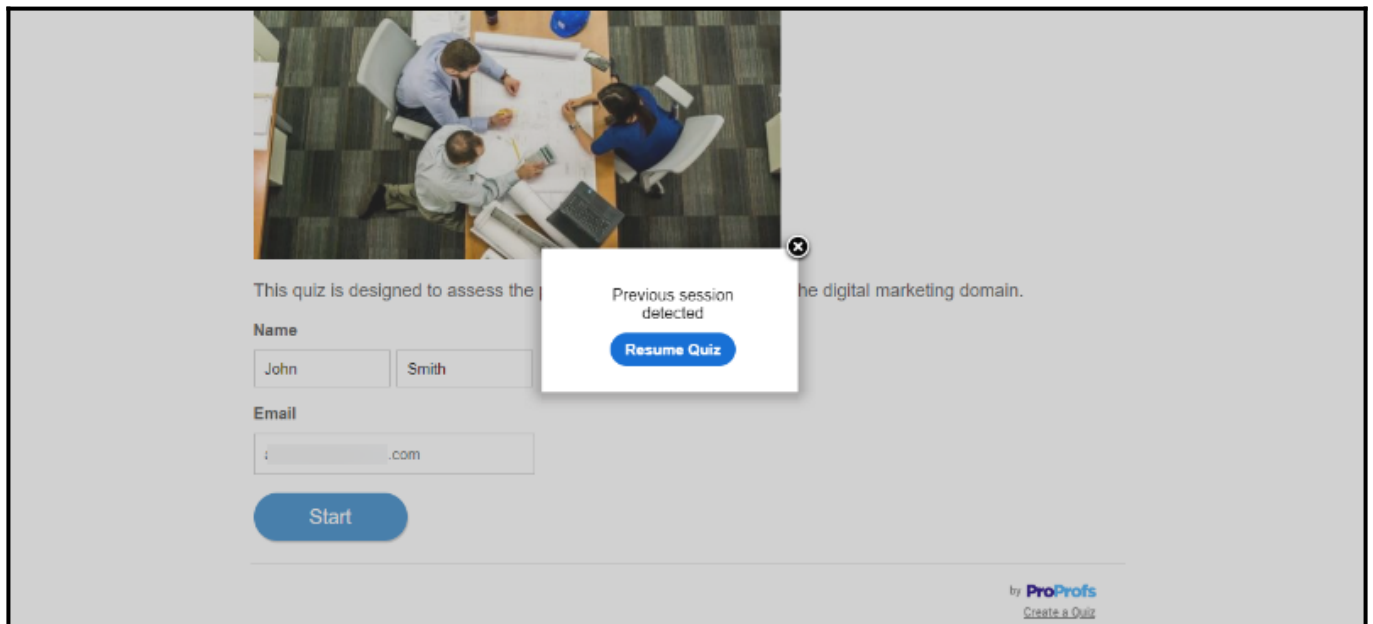 This quiz is designed to assess the
he digital marketing domain.
Previous session
detected
Resume Quiz
Name
John
Smith
Email
.com
Start
by ProProfs
Create a Quiz